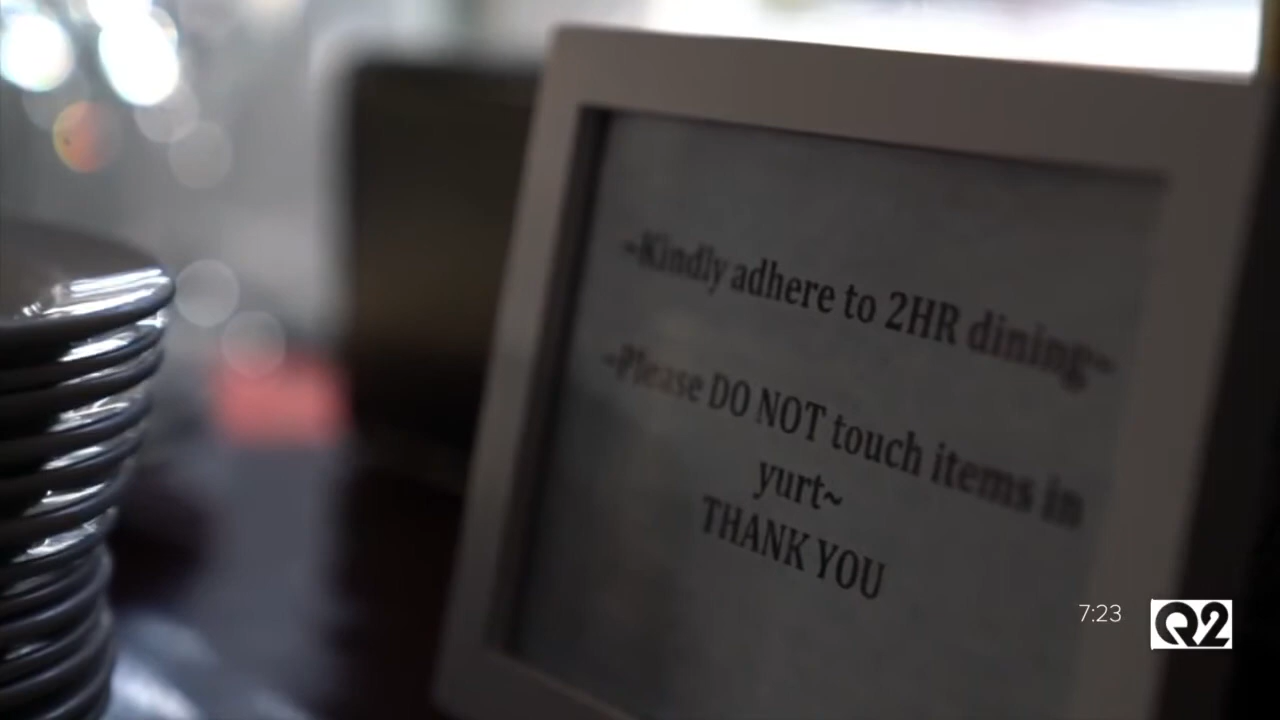 ~Kindly adhere to 2HR dining~
~Please DO NOT touch items in
yurt~
THANK YOU
7:23
Q2